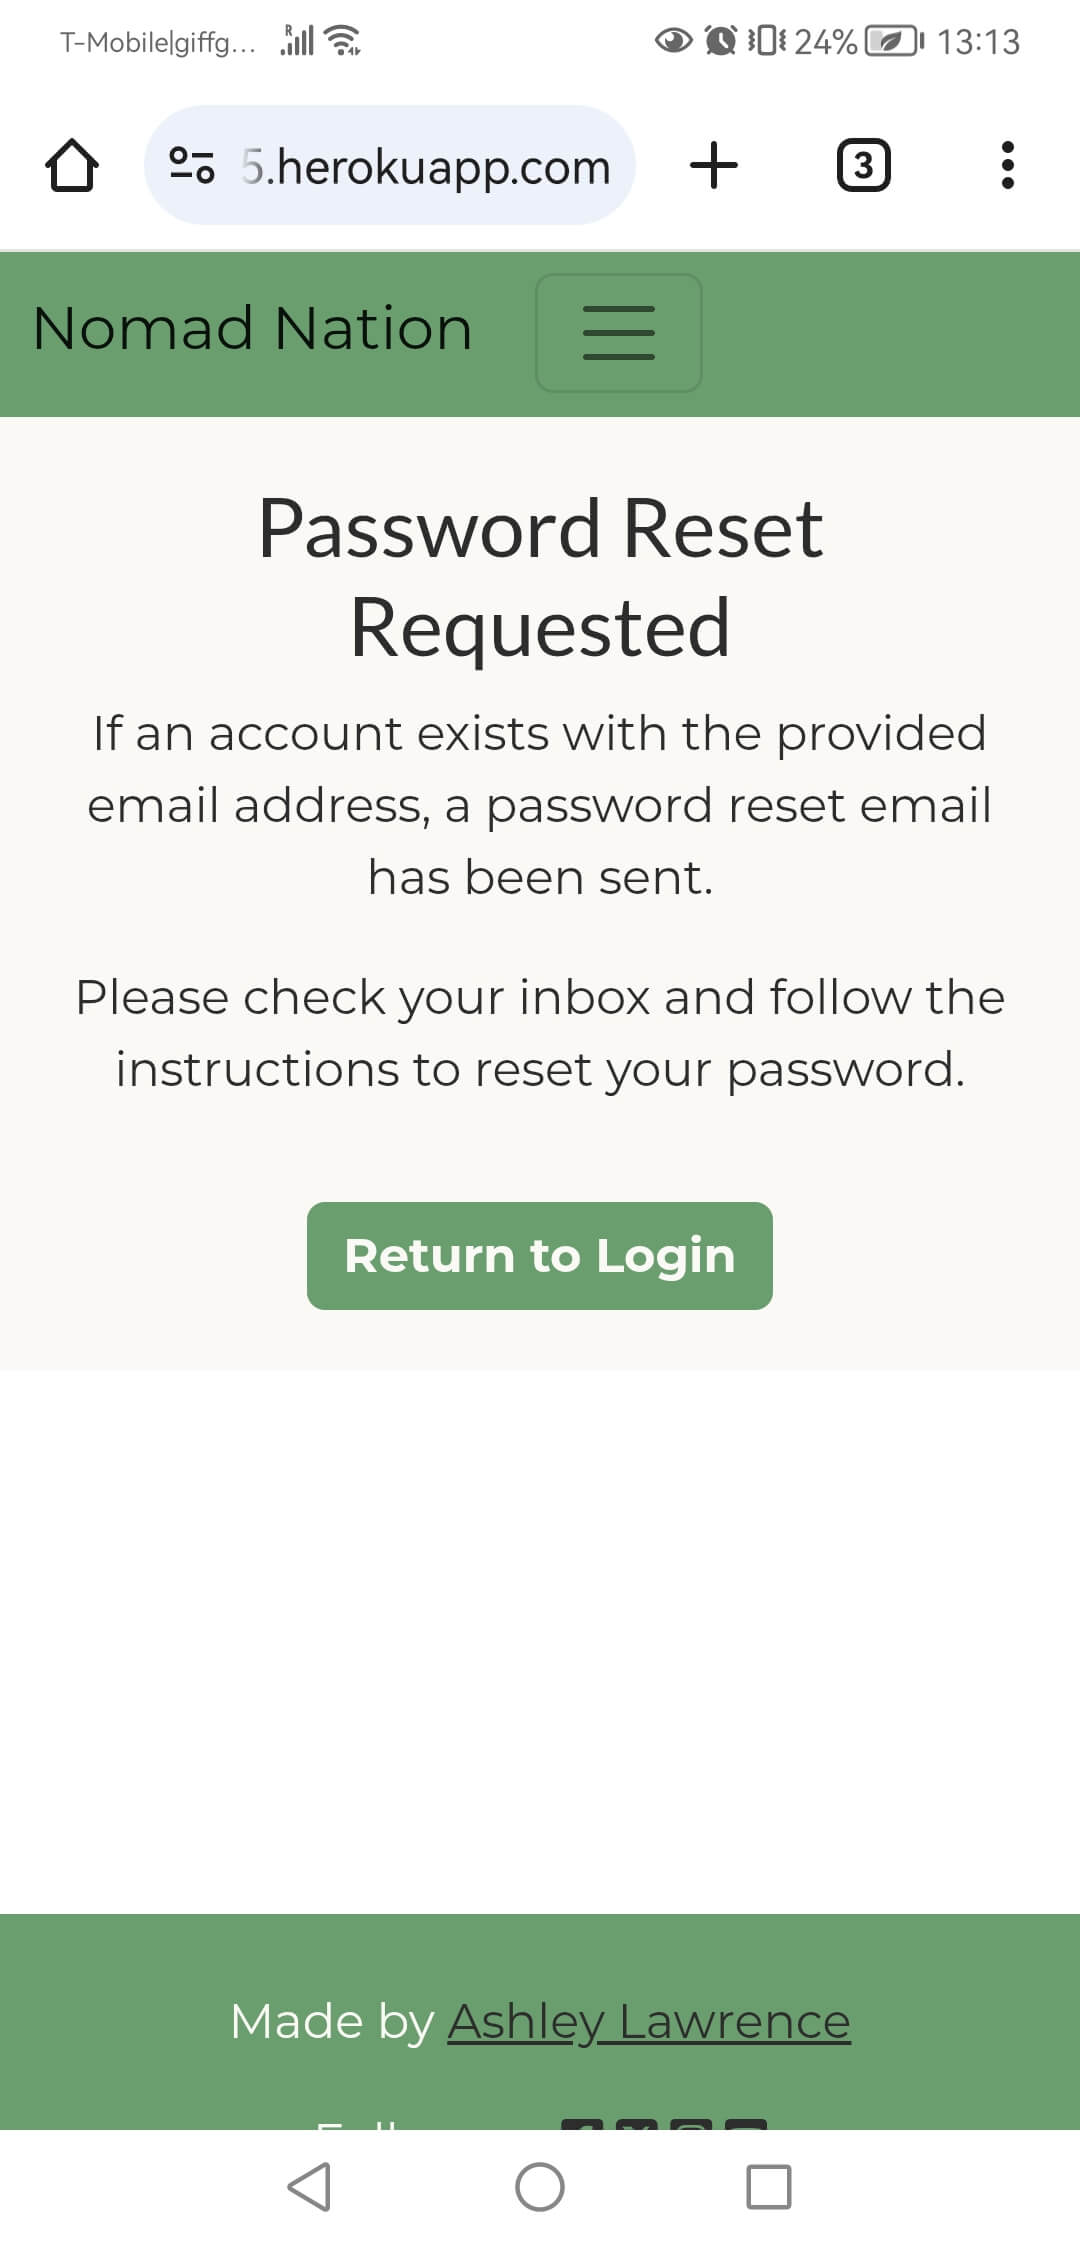 T-Mobile|giffg... R 24% 13:13
5.herokuapp.com 3
Nomad Nation
Password Reset
Requested
If an account exists with the provided
email address, a password reset email
has been sent.
Please check your inbox and follow the
instructions to reset your password.
Return to Login
Made by Ashley Lawrence